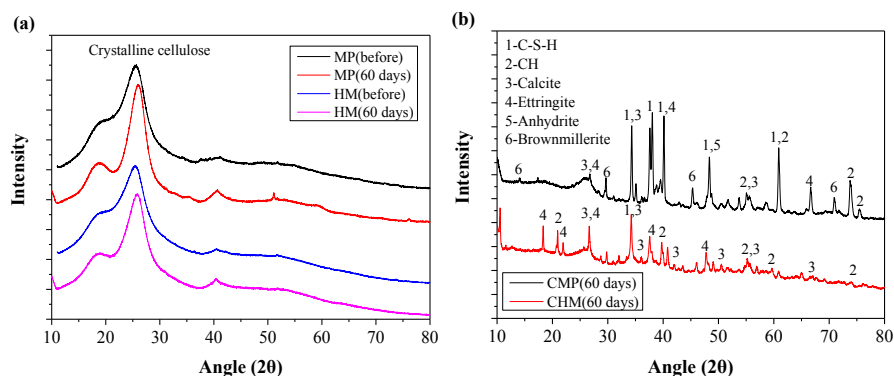 (a)
Crystalline cellulose
MP(before)
MP(60 days)
HM(before)
HM(60 days)
Intensity
10 20 30 40 50 60 70 80
Angle (2θ)
(b)
1-C-S-H
2-CH
3-Calcite
4-Ettringite
5-Anhydrite
6-Brownmillerite
1,3 1 1,4
6 3,4 6 6 1,5 2,3 1,2 4 6 2 2
4 2 4 3,4 1,3 3 4 2 3 4 3 2,3 2 3 2
CMP(60 days)
CHM(60 days)
Intensity
10 20 30 40 50 60 70 80
Angle (2θ)